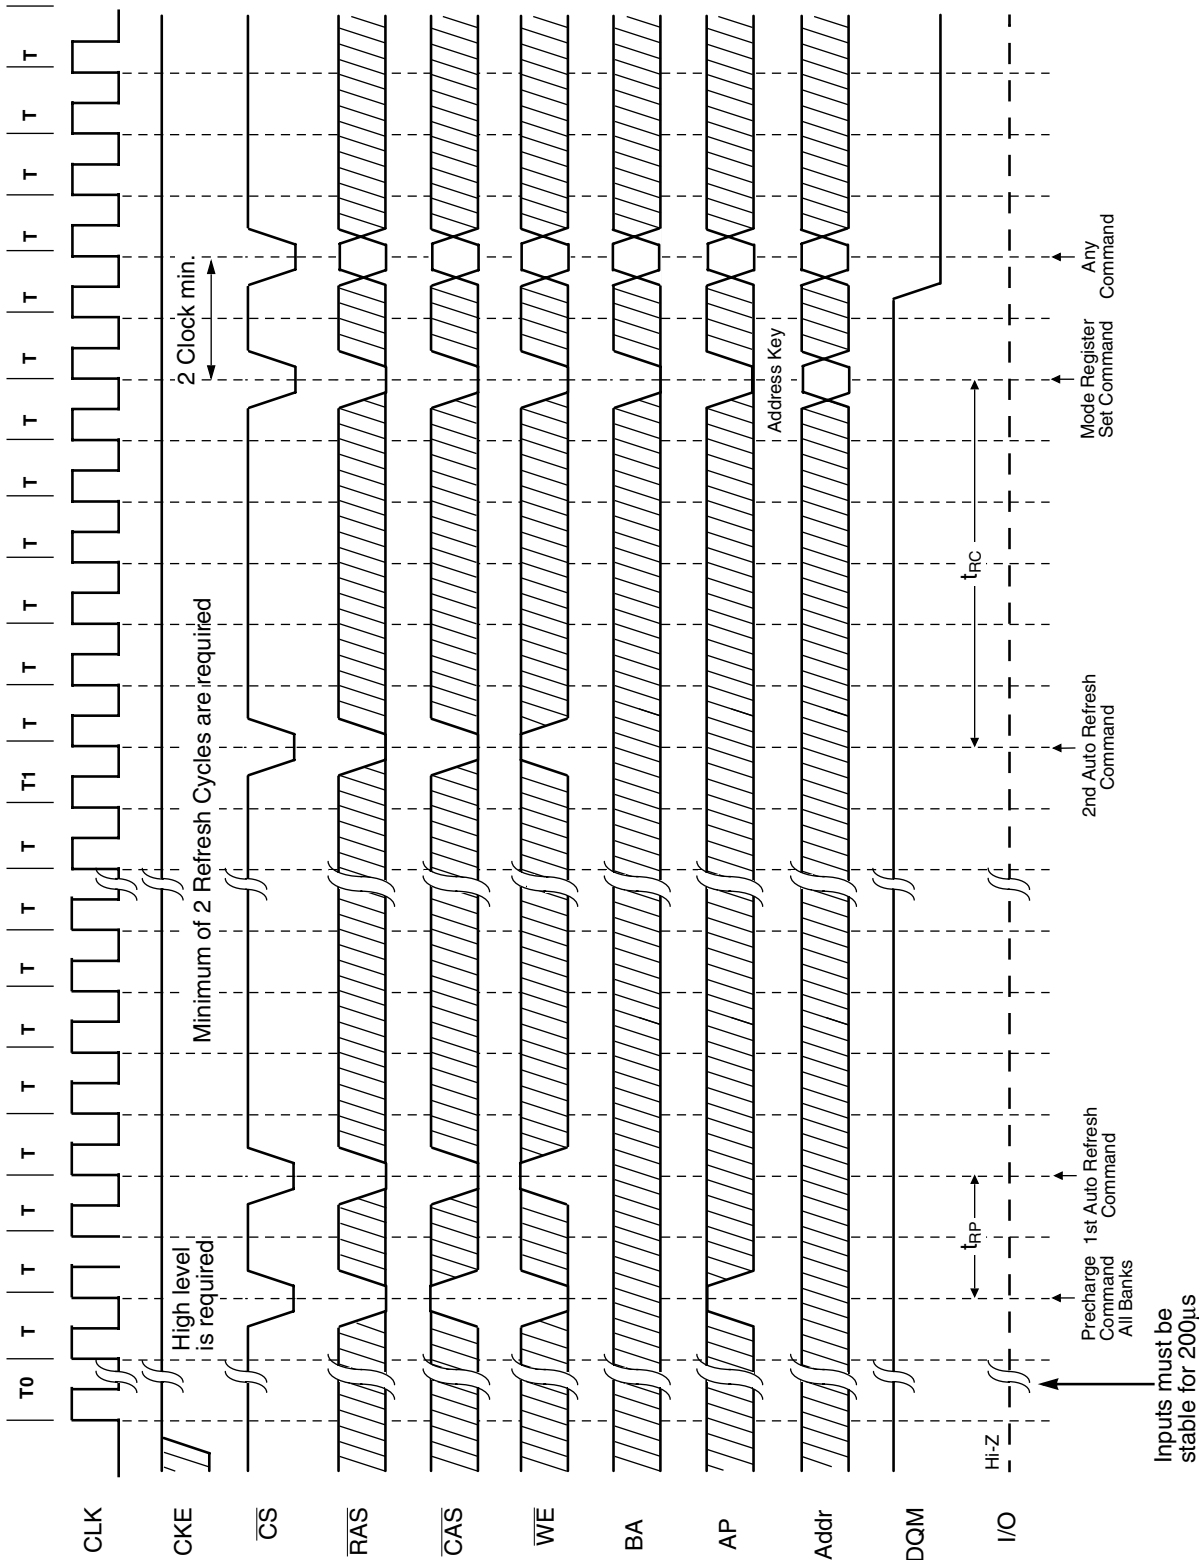 T0 T T T T T T T T T T1 T T T T T T T T T T T T
CLK
CKE
High level
is required
Minimum of 2 Refresh Cycles are required
2 Clock min.
CS
RAS
CAS
WE
BA
AP
Address Key
Addr
DQM
tRP
tRC
I/O
Hi-Z
Precharge
Command
All Banks
1st Auto Refresh
Command
2nd Auto Refresh
Command
Mode Register
Set Command
Any
Command
Inputs must be
stable for 200µs